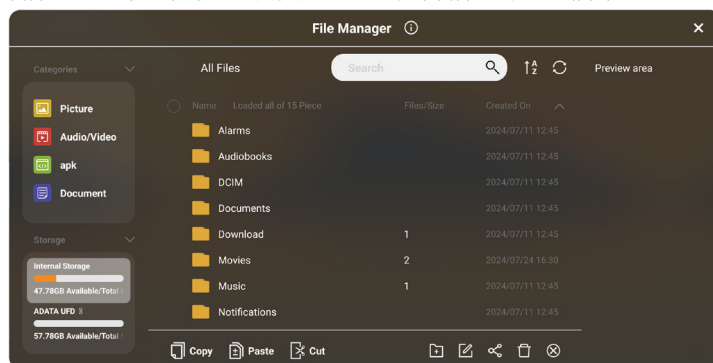 File Manager
Categories
Picture
Audio/Video
apk
Document
Storage
Internal Storage
47.78GB Available/Total
ADATA UFD
57.78GB Available/Total
All Files
Search
Preview area
Name Loaded all of 15 Piece Files/Size Created On
Alarms 2024/07/11 12:45
Audiobooks 2024/07/11 12:45
DCIM 2024/07/11 12:45
Documents 2024/07/11 12:45
Download 1 2024/07/11 12:45
Movies 2 2024/07/24 16:30
Music 1 2024/07/11 12:45
Notifications 2024/07/11 12:45
Copy Paste Cut